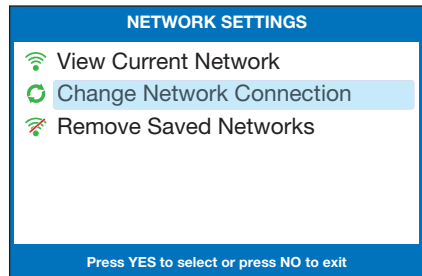 NETWORK SETTINGS
View Current Network
Change Network Connection
Remove Saved Networks
Press YES to select or press NO to exit